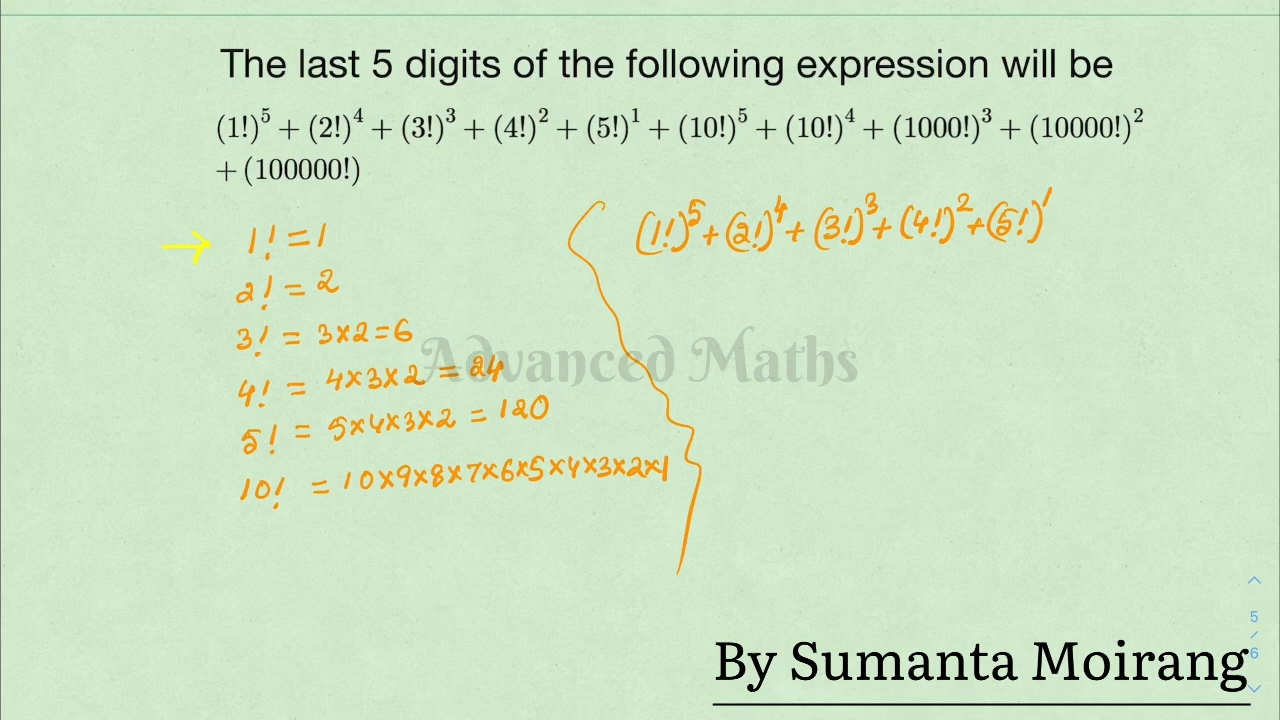 The last 5 digits of the following expression will be
(1!)⁵ + (2!)⁴ + (3!)³ + (4!)² + (5!)¹ + (10!)⁵ + (10!)⁴ + (1000!)³ + (10000!)²
+ (100000!)
→ 1! = 1
2! = 2
3! = 3×2=6
4! = 4×3×2 = 24
5! = 5×4×3×2 = 120
10! = 10×9×8×7×6×5×4×3×2×1
(1!)⁵+(2!)⁴+(3!)³+(4!)²+(5!)¹
Advanced Maths
5
/
6
By Sumanta Moirang